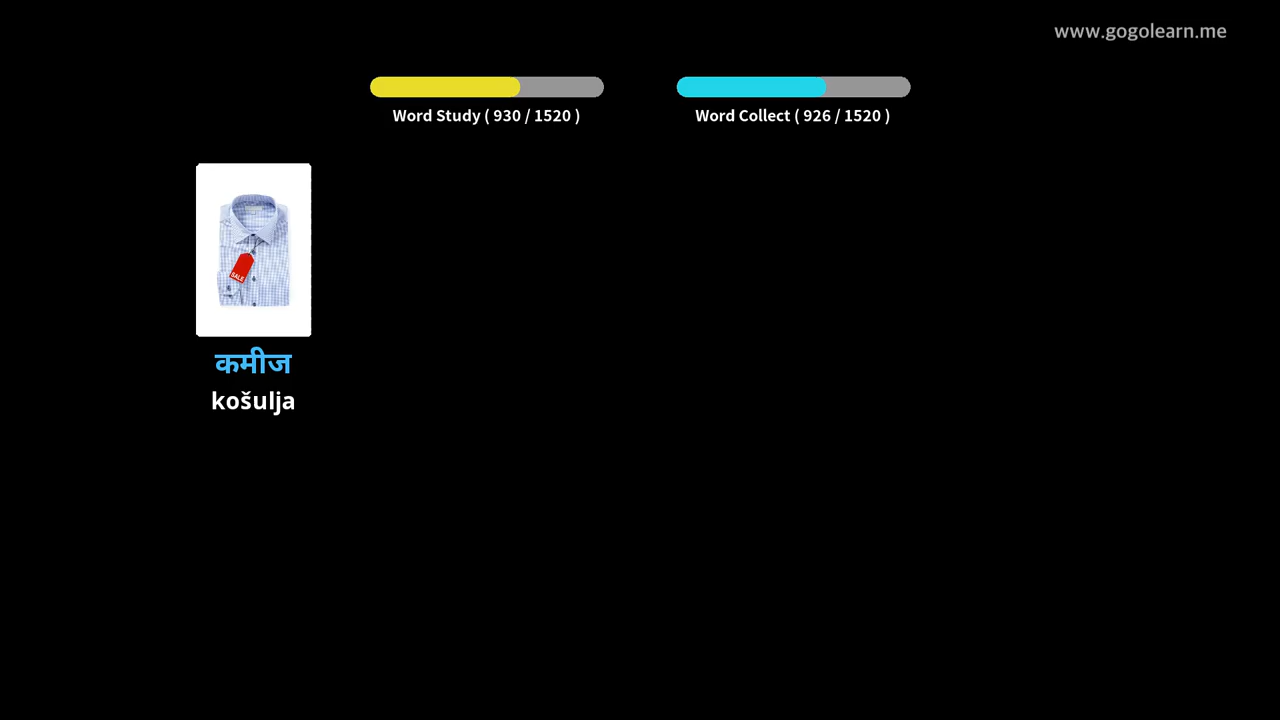 www.gogolearn.me
Word Study ( 930 / 1520 )
Word Collect ( 926 / 1520 )
SALE
कमीज
košulja